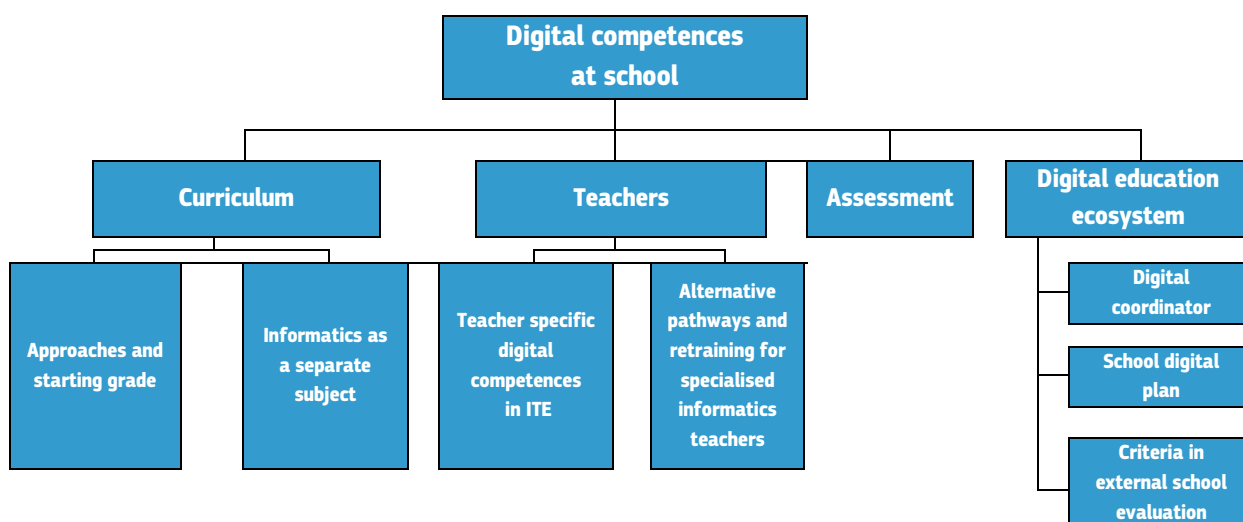 Digital competences
at school
Curriculum
Teachers
Assessment
Digital education
ecosystem
Approaches and
starting grade
Informatics as
a separate
subject
Teacher specific
digital
competences
in ITE
Alternative
pathways and
retraining for
specialised
informatics
teachers
Digital
coordinator
School digital
plan
Criteria in
external school
evaluation